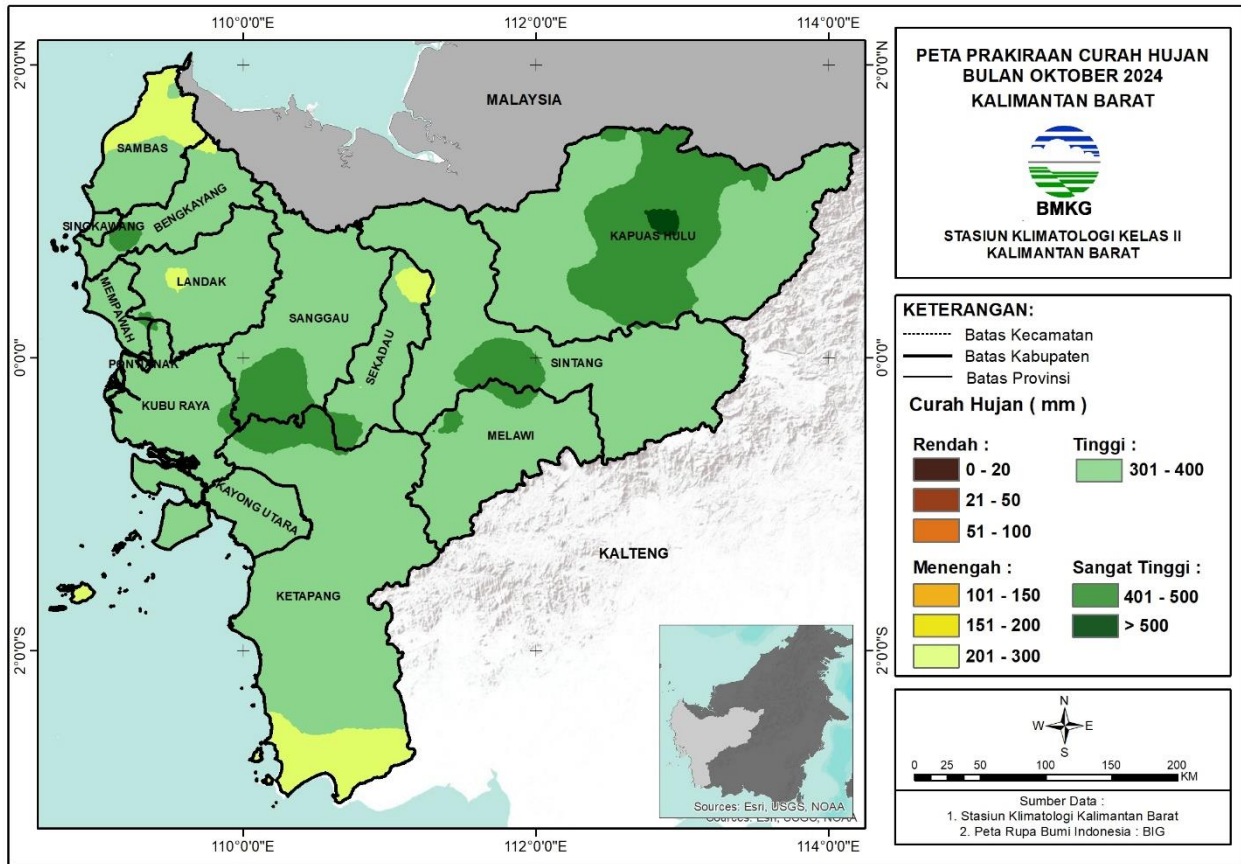 110°0'0"E
112°0'0"E
114°0'0"E
2°0'0"N
2°0'0"N
MALAYSIA
SAMBAS
BENGKAYANG
SINGKAWANG
KAPUAS HULU
LANDAK
MEMPAWAH
SANGGAU
SEKADAU
SINTANG
0°0'0"
0°0'0"
PONTIANAK
KUBU RAYA
MELAWI
KAYONG UTARA
KALTENG
KETAPANG
2°0'0"S
2°0'0"S
Sources: Esri, USGS, NOAA
Sources: Esri, USGS, NOAA
110°0'0"E
112°0'0"E
114°0'0"E
PETA PRAKIRAAN CURAH HUJAN
BULAN OKTOBER 2024
KALIMANTAN BARAT
BMKG
STASIUN KLIMATOLOGI KELAS II
KALIMANTAN BARAT
KETERANGAN:
Batas Kecamatan
Batas Kabupaten
Batas Provinsi
Curah Hujan ( mm )
Rendah :
0 - 20
21 - 50
51 - 100
Menengah :
101 - 150
151 - 200
201 - 300
Tinggi :
301 - 400
Sangat Tinggi :
401 - 500
> 500
N
W E
S
0 25 50 100 150 200
KM
Sumber Data :
1. Stasiun Klimatologi Kalimantan Barat
2. Peta Rupa Bumi Indonesia : BIG